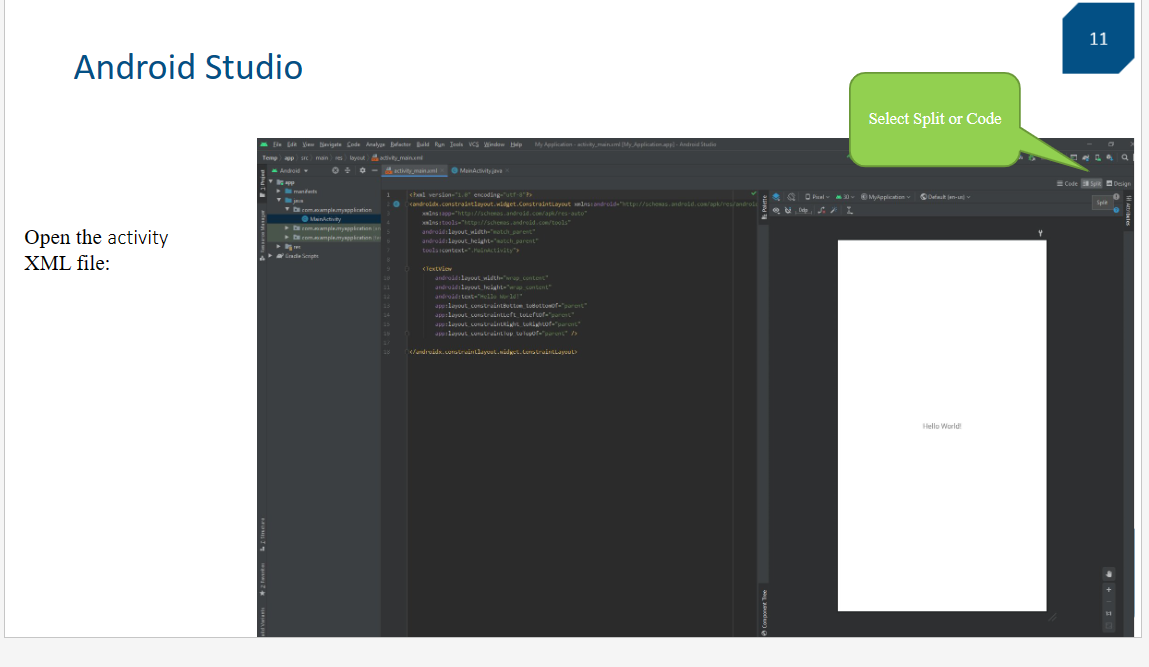 11
Android Studio
Select Split or Code
Open the activity
XML file:
File Edit View Navigate Code Analyze Refactor Build Run Tools VCS Window Help My Application - activity_main.xml [My_Application.app] - Android Studio
Temp app src main res layout activity_main.xml
Android
activity_main.xml MainActivity.java
Code Split Design
Split
app
manifests
java
com.example.myapplication
MainActivity
com.example.myapplication
com.example.myapplication
res
Gradle Scripts
1 <?xml version="1.0" encoding="utf-8"?>
2 <androidx.constraintlayout.widget.ConstraintLayout xmlns:android="http://schemas.android.com/apk/res/android
3 xmlns:app="http://schemas.android.com/apk/res-auto"
4 xmlns:tools="http://schemas.android.com/tools"
5 android:layout_width="match_parent"
6 android:layout_height="match_parent"
7 tools:context=".MainActivity">
8
9 <TextView
10 android:layout_width="wrap_content"
11 android:layout_height="wrap_content"
12 android:text="Hello World!"
13 app:layout_constraintBottom_toBottomOf="parent"
14 app:layout_constraintLeft_toLeftOf="parent"
15 app:layout_constraintRight_toRightOf="parent"
16 app:layout_constraintTop_toTopOf="parent" />
17
18 </androidx.constraintlayout.widget.ConstraintLayout>
Pixel 30 MyApplication Default (en-us)
0dp
Palette
Attributes
Hello World!
Component Tree
1: Project
Resource Manager
Z: Structure
2: Favorites
Build Variants
1:1